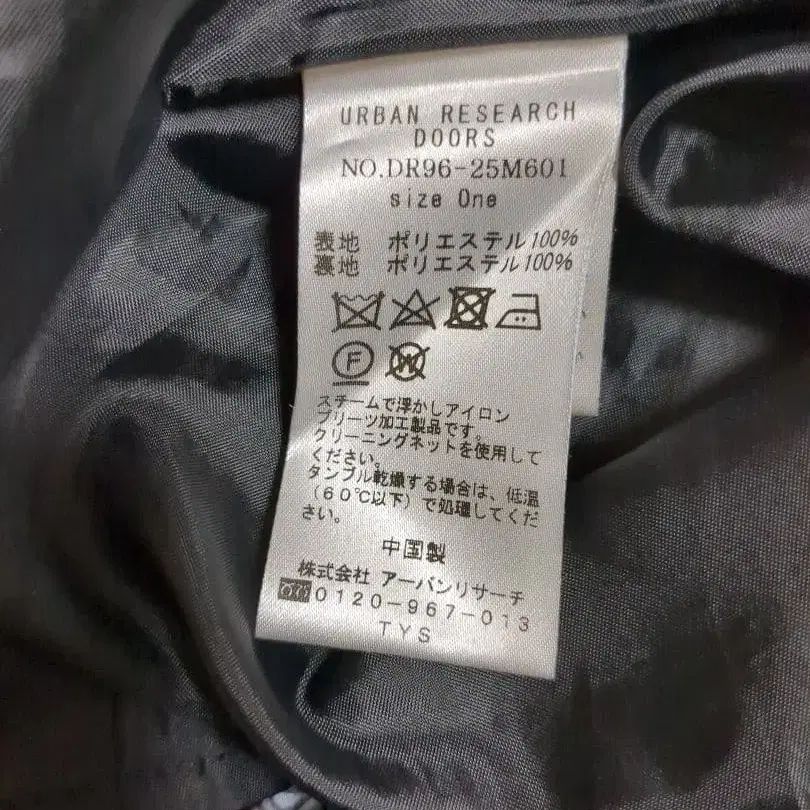 URBAN RESEARCH
DOORS
NO.DR96-25M601
size One
表地 ポリエステル100%
裏地 ポリエステル100%
F W
スチームで浮かしアイロン
プリーツ加工製品です。
クリーニングネットを使用して
ください。
タンブル乾燥する場合は、低温
(60℃以下)で処理してくだ
さい。
中国製
株式会社 アーバンリサーチ
0120-967-013
TYS